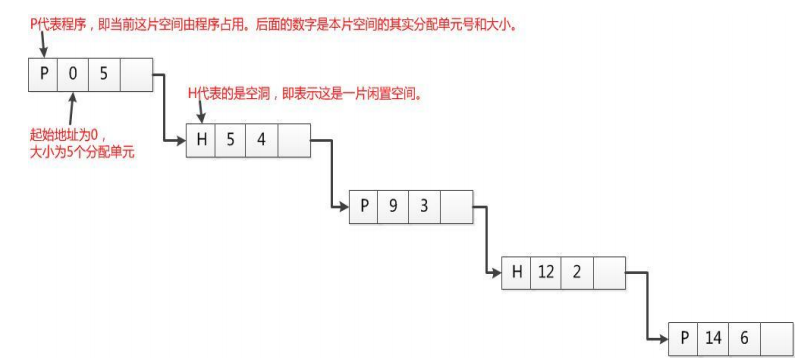 P代表程序，即当前这片空间由程序占用。后面的数字是本片空间的其实分配单元号和大小。
P 0 5
H代表的是空洞，即表示这是一片闲置空间。
起始地址为0，
大小为5个分配单元
H 5 4
P 9 3
H 12 2
P 14 6